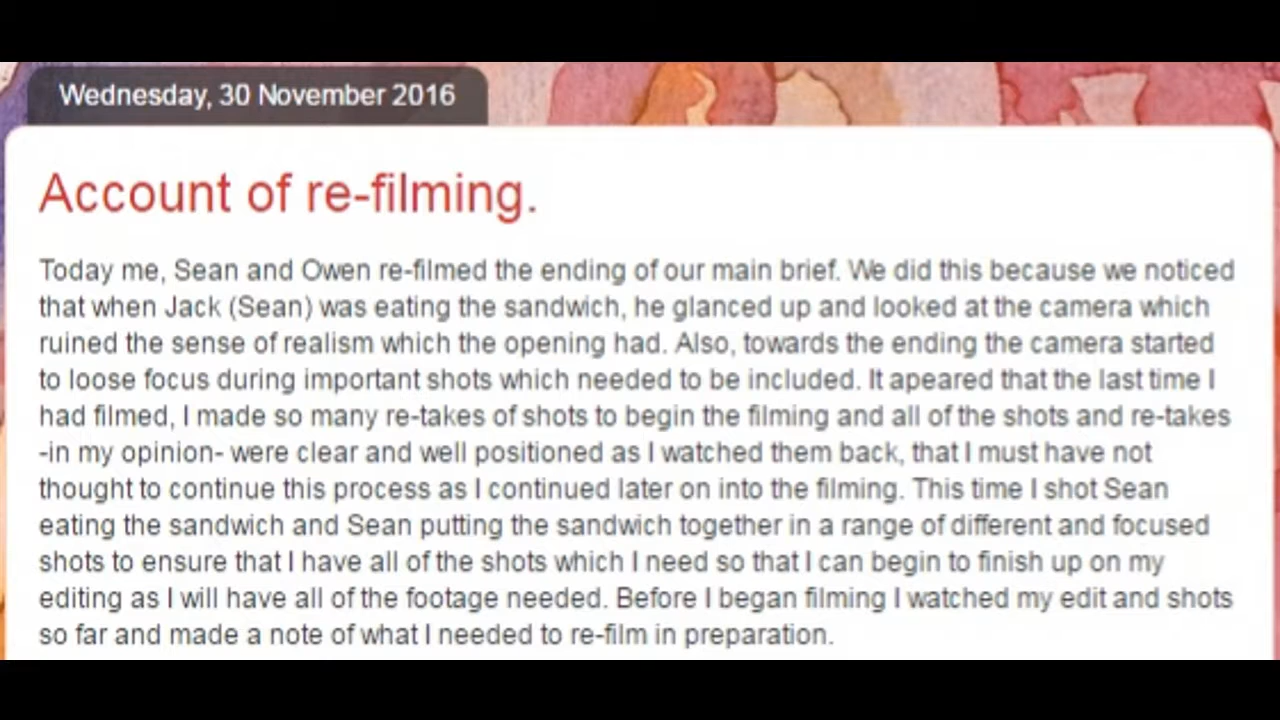 Wednesday, 30 November 2016
Account of re-filming.
Today me, Sean and Owen re-filmed the ending of our main brief. We did this because we noticed
that when Jack (Sean) was eating the sandwich, he glanced up and looked at the camera which
ruined the sense of realism which the opening had. Also, towards the ending the camera started
to loose focus during important shots which needed to be included. It apeared that the last time I
had filmed, I made so many re-takes of shots to begin the filming and all of the shots and re-takes
-in my opinion- were clear and well positioned as I watched them back, that I must have not
thought to continue this process as I continued later on into the filming. This time I shot Sean
eating the sandwich and Sean putting the sandwich together in a range of different and focused
shots to ensure that I have all of the shots which I need so that I can begin to finish up on my
editing as I will have all of the footage needed. Before I began filming I watched my edit and shots
so far and made a note of what I needed to re-film in preparation.